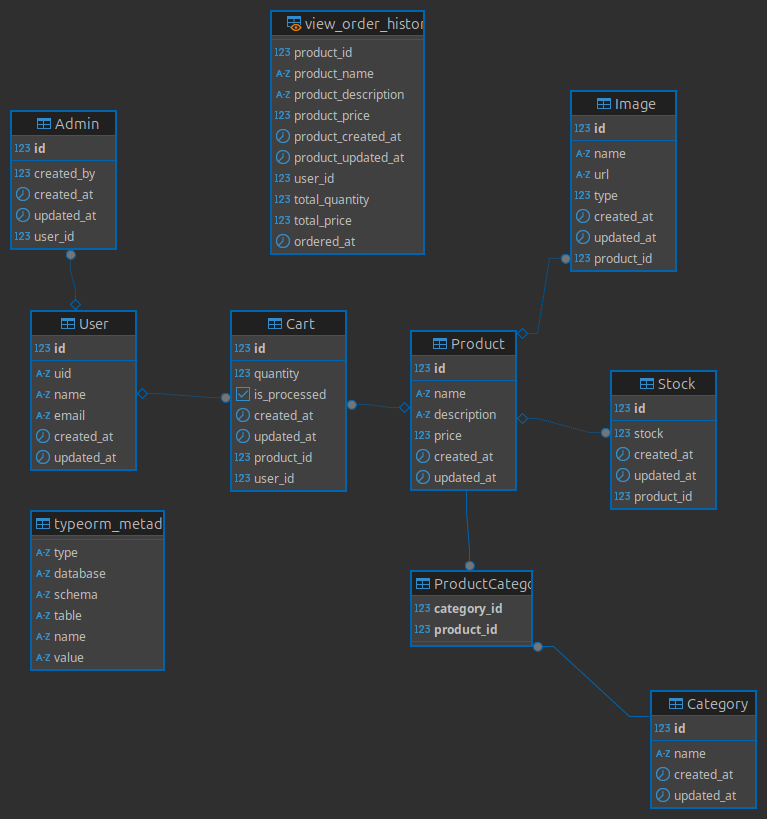 view_order_histor
123 product_id
A-Z product_name
A-Z product_description
123 product_price
product_created_at
product_updated_at
123 user_id
123 total_quantity
123 total_price
ordered_at
Admin
123 id
123 created_by
created_at
updated_at
123 user_id
Image
123 id
A-Z name
A-Z url
123 type
created_at
updated_at
123 product_id
User
123 id
A-Z uid
A-Z name
A-Z email
created_at
updated_at
Cart
123 id
123 quantity
is_processed
created_at
updated_at
123 product_id
123 user_id
Product
123 id
A-Z name
A-Z description
123 price
created_at
updated_at
Stock
123 id
123 stock
created_at
updated_at
123 product_id
typeorm_metad
A-Z type
A-Z database
A-Z schema
A-Z table
A-Z name
A-Z value
ProductCatego
123 category_id
123 product_id
Category
123 id
A-Z name
created_at
updated_at